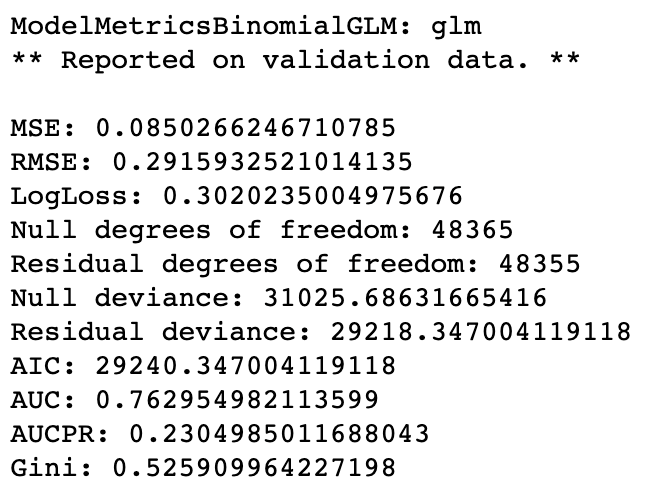 ModelMetricsBinomialGLM: glm
** Reported on validation data. **
MSE: 0.0850266246710785
RMSE: 0.2915932521014135
LogLoss: 0.3020235004975676
Null degrees of freedom: 48365
Residual degrees of freedom: 48355
Null deviance: 31025.68631665416
Residual deviance: 29218.347004119118
AIC: 29240.347004119118
AUC: 0.762954982113599
AUCPR: 0.2304985011688043
Gini: 0.525909964227198